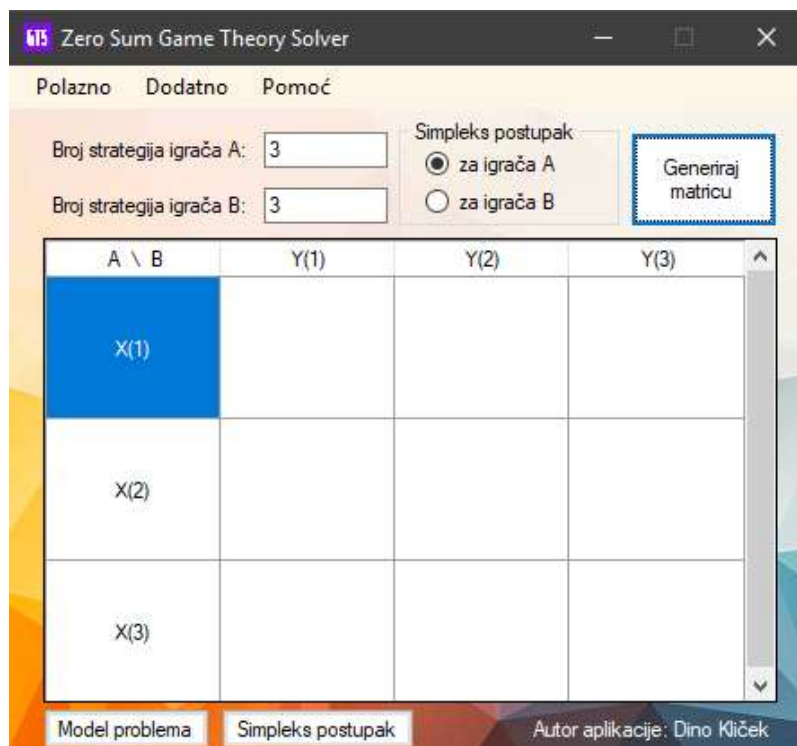 GTS Zero Sum Game Theory Solver
Polazno Dodatno Pomoć
Broj strategija igrača A: 3
Broj strategija igrača B: 3
Simpleks postupak
za igrača A
za igrača B
Generiraj
matricu
A \ B Y(1) Y(2) Y(3)
X(1)
X(2)
X(3)
Model problema Simpleks postupak Autor aplikacije: Dino Kliček